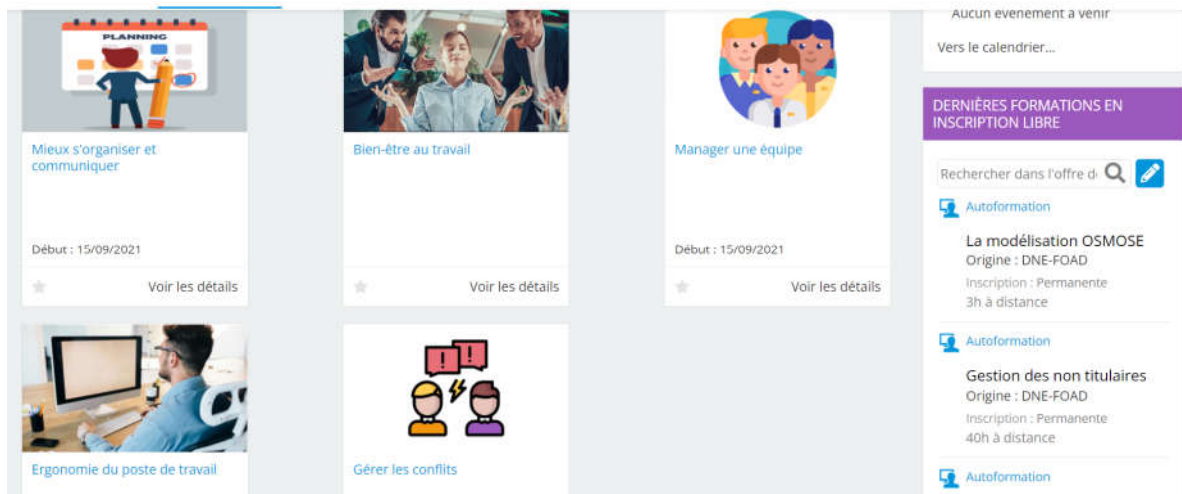 PLANNING
Mieux s'organiser et
communiquer
Début : 15/09/2021
Voir les détails
Bien-être au travail
Voir les détails
Manager une équipe
Début : 15/09/2021
Voir les détails
Ergonomie du poste de travail
Gérer les conflits
Aucun évenement à venir
Vers le calendrier...
DERNIÈRES FORMATIONS EN
INSCRIPTION LIBRE
Rechercher dans l'offre d
Autoformation
La modélisation OSMOSE
Origine : DNE-FOAD
Inscription : Permanente
3h à distance
Autoformation
Gestion des non titulaires
Origine : DNE-FOAD
Inscription : Permanente
40h à distance
Autoformation